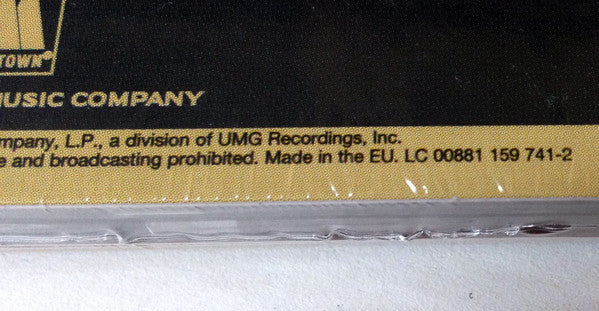 TOWN®
MUSIC COMPANY
mpany, L.P., a division of UMG Recordings, Inc.
e and broadcasting prohibited. Made in the EU. LC 00881 159 741-2